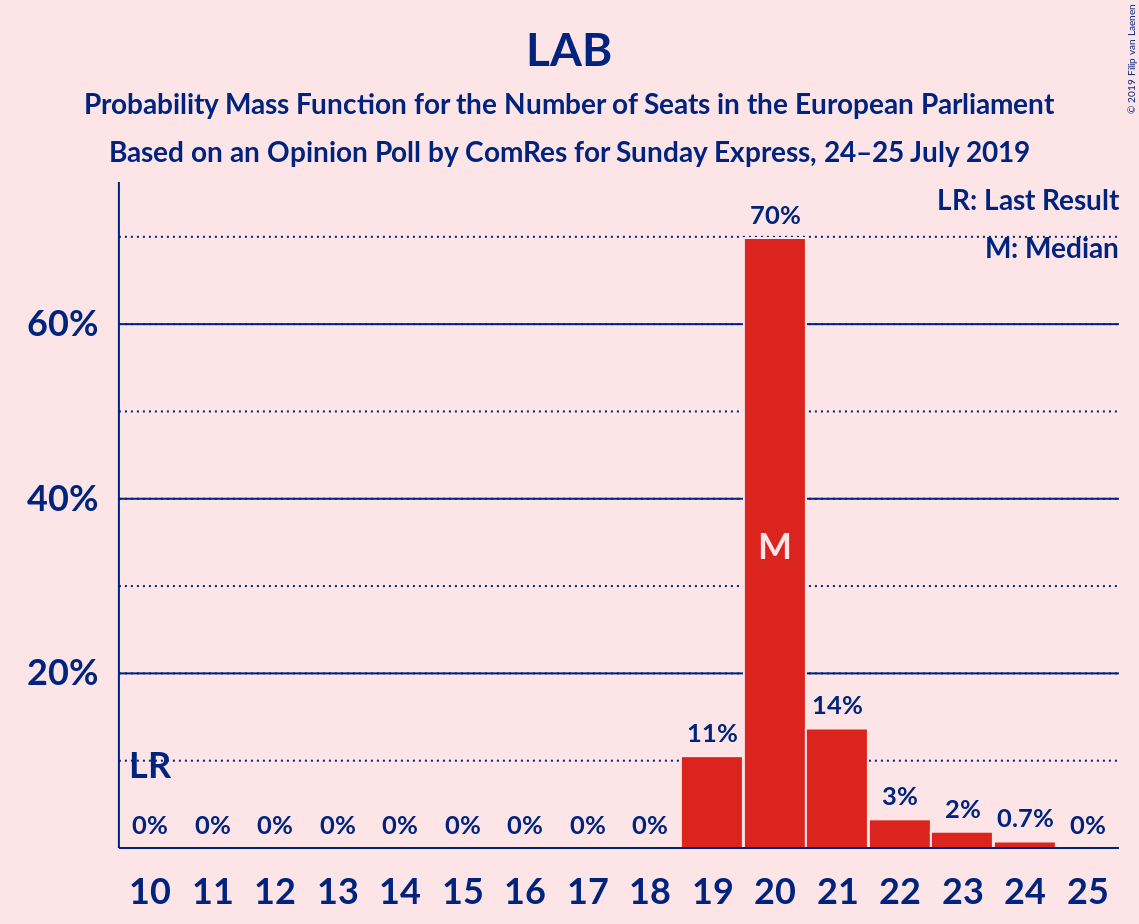 LAB
Probability Mass Function for the Number of Seats in the European Parliament
Based on an Opinion Poll by ComRes for Sunday Express, 24–25 July 2019
© 2019 Filip van Laenen
LR: Last Result
M: Median
60%
40%
20%
LR
M
0% 0% 0% 0% 0% 0% 0% 0% 0% 11% 70% 14% 3% 2% 0.7% 0%
10 11 12 13 14 15 16 17 18 19 20 21 22 23 24 25